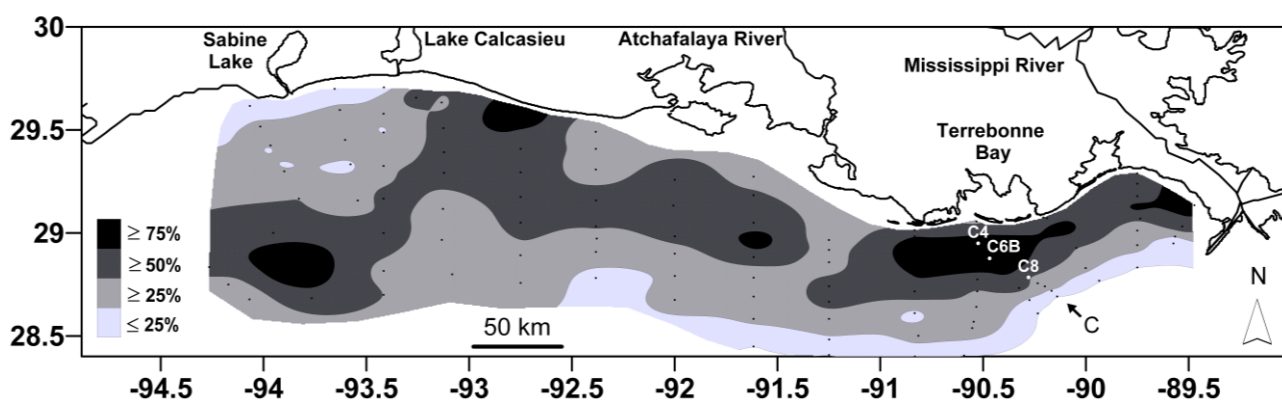 30
29.5
29
28.5
Sabine
Lake
Lake Calcasieu
Atchafalaya River
Mississippi River
Terrebonne
Bay
C4
C6B
C8
C
N
≥ 75%
≥ 50%
≥ 25%
≤ 25%
50 km
-94.5 -94 -93.5 -93 -92.5 -92 -91.5 -91 -90.5 -90 -89.5